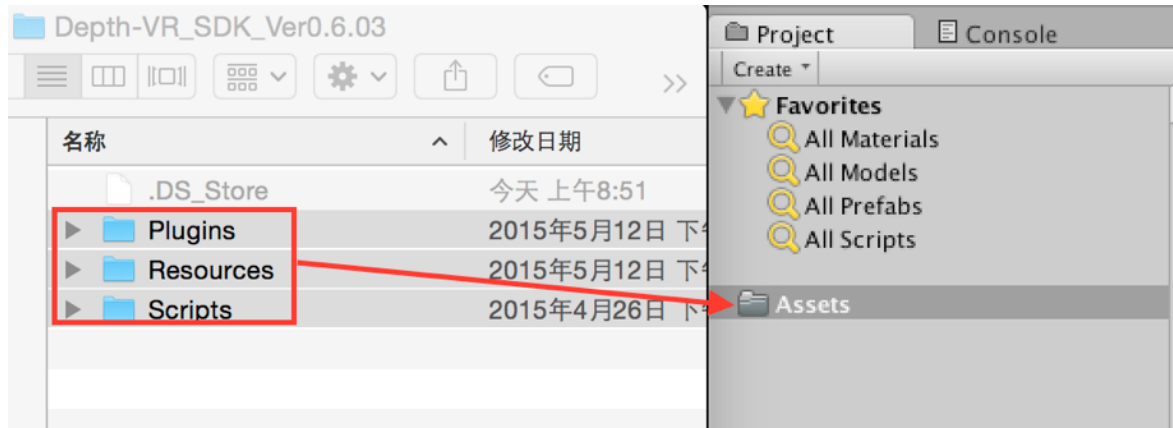 Depth-VR_SDK_Ver0.6.03
名称 修改日期
.DS_Store 今天 上午8:51
Plugins 2015年5月12日 下
Resources 2015年5月12日 下
Scripts 2015年4月26日 下
Project Console
Create
Favorites
All Materials
All Models
All Prefabs
All Scripts
Assets